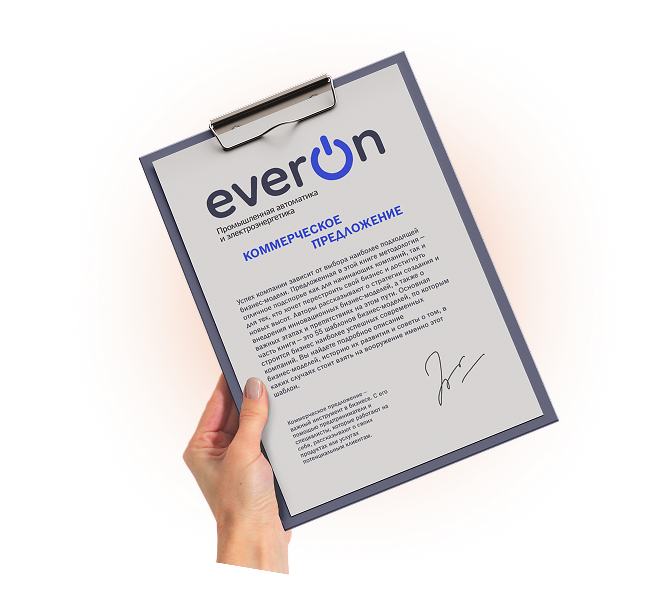 everon
Промышленная автоматика
и электроэнергетика
КОММЕРЧЕСКОЕ
ПРЕДЛОЖЕНИЕ
Успех компании зависит от выбора наиболее подходящей
бизнес-модели. Предложенная в этой книге методология –
отличное подспорье как для начинающих компаний, так и
для тех, кто хочет перестроить свой бизнес и достигнуть
новых высот. Авторы рассказывают о стратегии создания и
внедрения инновационных бизнес-моделей, а также о
важных этапах и препятствиях на этом пути. Основная
часть книги – это 55 шаблонов бизнес-моделей, по которым
строится бизнес наиболее успешных современных
компаний. Вы найдете подробное описание
бизнес-моделей, историю их развития и советы о том, в
каких случаях стоит взять на вооружение именно этот
шаблон.
Коммерческое предложение –
важный инструмент в бизнесе. С его
помощью предприниматели и
специалисты, которые работают на
себя, рассказывают о своих
продуктах или услугах
потенциальным клиентам.